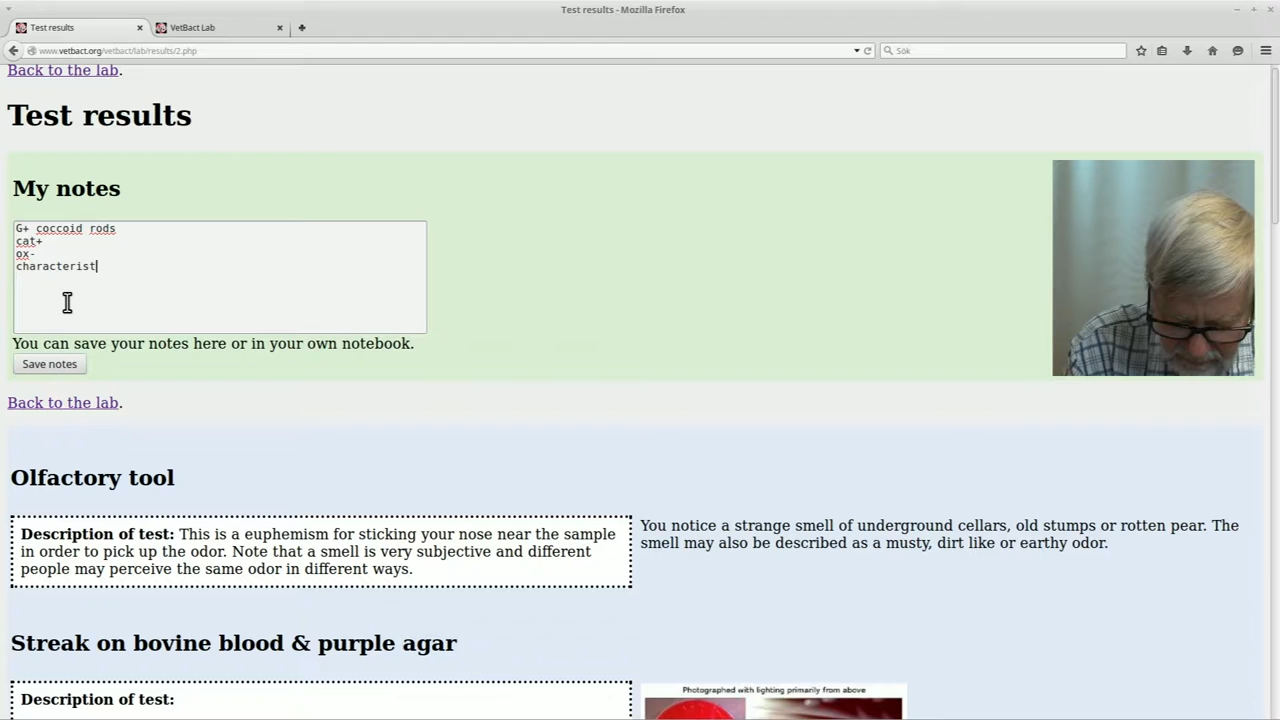 Test results - Mozilla Firefox
Test results
VetBact Lab
www.vetbact.org/vetbact/lab/results/2.php
Sök
Back to the lab.
Test results
My notes
G+ coccoid rods
cat+
ox-
characterist
You can save your notes here or in your own notebook.
Save notes
Back to the lab.
Olfactory tool
Description of test: This is a euphemism for sticking your nose near the sample
in order to pick up the odor. Note that a smell is very subjective and different
people may perceive the same odor in different ways.
You notice a strange smell of underground cellars, old stumps or rotten pear. The
smell may also be described as a musty, dirt like or earthy odor.
Streak on bovine blood & purple agar
Description of test:
Photographed with lighting primarily from above